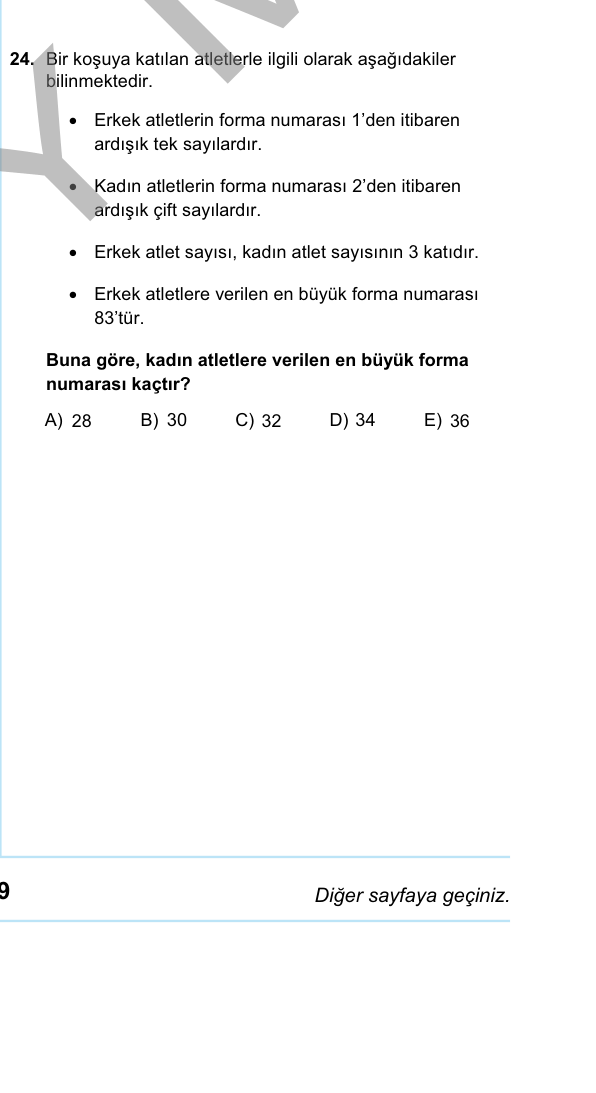 24. Bir koşuya katılan atletlerle ilgili olarak aşağıdakiler
bilinmektedir.
• Erkek atletlerin forma numarası 1’den itibaren
ardışık tek sayılardır.
• Kadın atletlerin forma numarası 2’den itibaren
ardışık çift sayılardır.
• Erkek atlet sayısı, kadın atlet sayısının 3 katıdır.
• Erkek atletlere verilen en büyük forma numarası
83’tür.
Buna göre, kadın atletlere verilen en büyük forma
numarası kaçtır?
A) 28 B) 30 C) 32 D) 34 E) 36
9 Diğer sayfaya geçiniz.